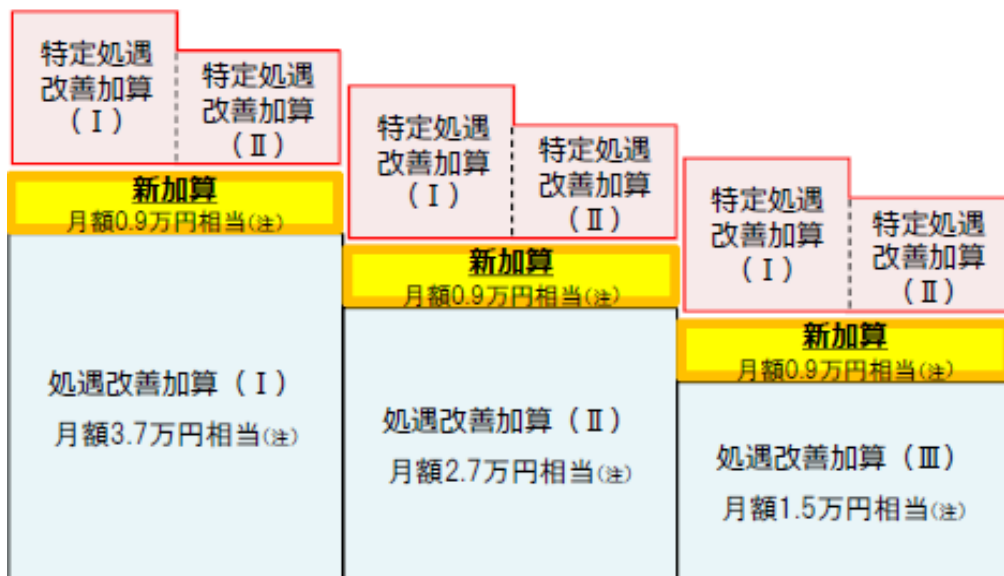 特定処遇
改善加算
(Ⅰ)
特定処遇
改善加算
(Ⅱ)
新加算
月額0.9万円相当(注)
処遇改善加算(Ⅰ)
月額3.7万円相当(注)
特定処遇
改善加算
(Ⅰ)
特定処遇
改善加算
(Ⅱ)
新加算
月額0.9万円相当(注)
処遇改善加算(Ⅱ)
月額2.7万円相当(注)
特定処遇
改善加算
(Ⅰ)
特定処遇
改善加算
(Ⅱ)
新加算
月額0.9万円相当(注)
処遇改善加算(Ⅲ)
月額1.5万円相当(注)